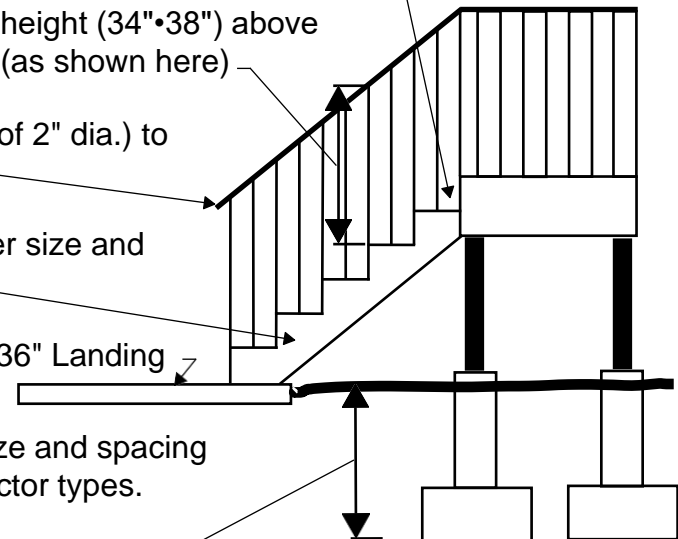 height (34"•38") above
(as shown here)
of 2" dia.) to
er size and
36" Landing
ze and spacing
ctor types.